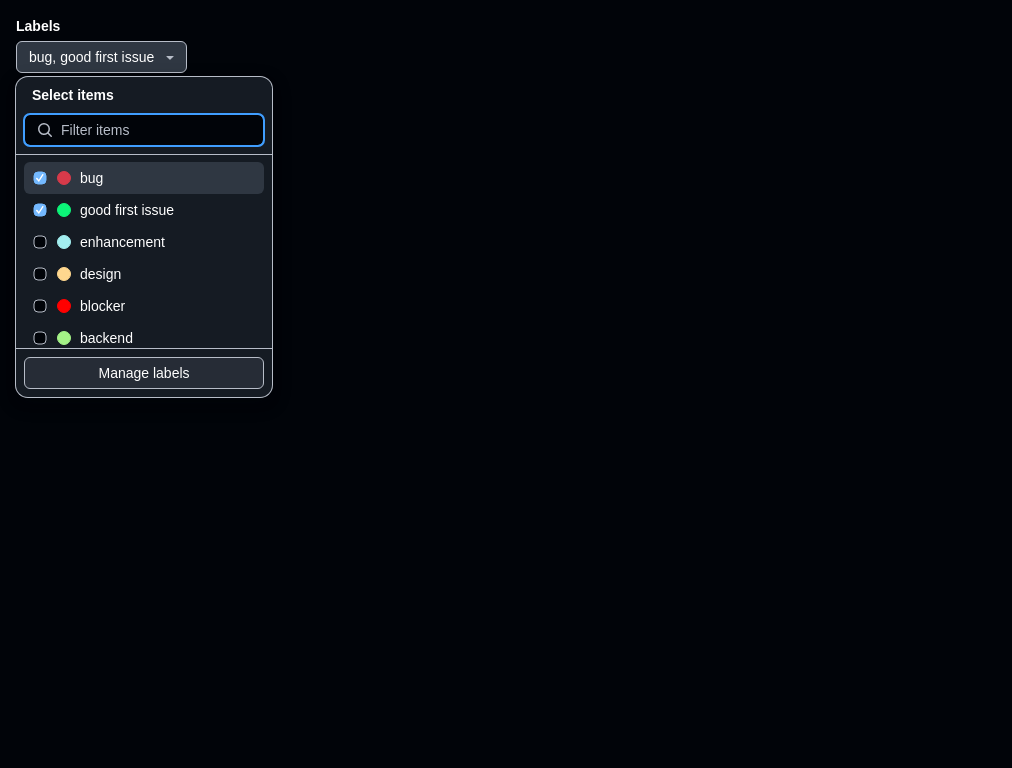 Labels
bug, good first issue
Select items
Filter items
bug
good first issue
enhancement
design
blocker
backend
Manage labels